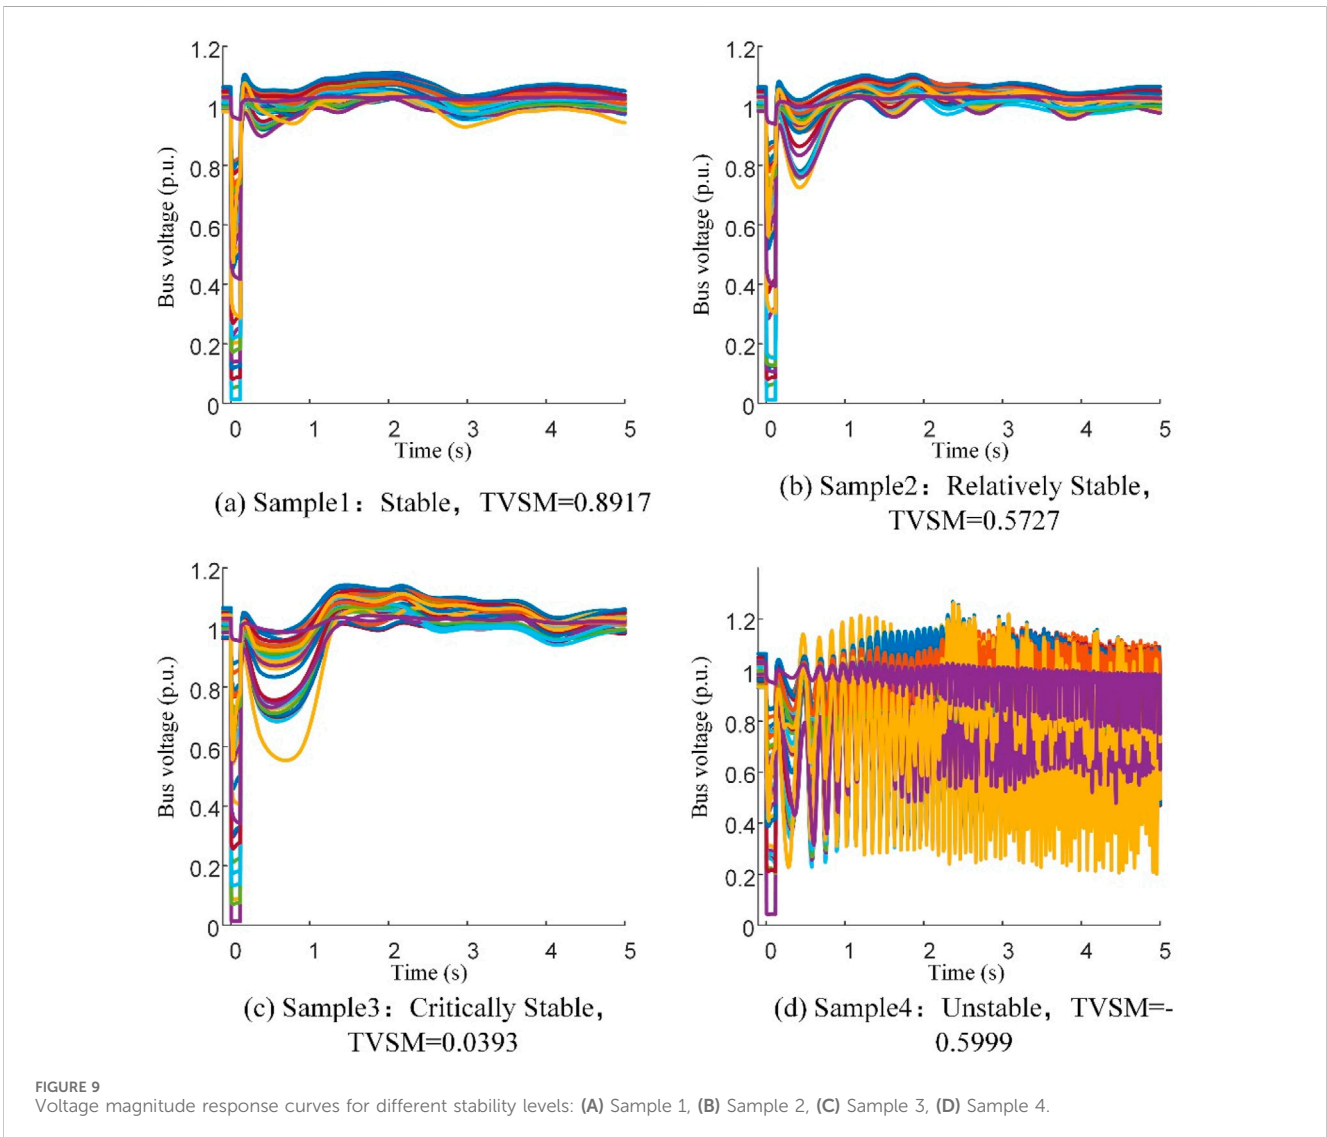 1.2
1
0.8
0.6
0.4
0.2
0
Bus voltage (p.u.)
0 1 2 3 4 5
Time (s)
(a) Sample1：Stable，TVSM=0.8917
1.2
1
0.8
0.6
0.4
0.2
0
Bus voltage (p.u.)
0 1 2 3 4 5
Time (s)
(b) Sample2：Relatively Stable，
TVSM=0.5727
1.2
1
0.8
0.6
0.4
0.2
0
Bus voltage (p.u.)
0 1 2 3 4 5
Time (s)
(c) Sample3：Critically Stable，
TVSM=0.0393
1.2
1
0.8
0.6
0.4
0.2
0
Bus voltage (p.u.)
0 1 2 3 4 5
Time (s)
(d) Sample4：Unstable，TVSM=-
0.5999
FIGURE 9
Voltage magnitude response curves for different stability levels: (A) Sample 1, (B) Sample 2, (C) Sample 3, (D) Sample 4.